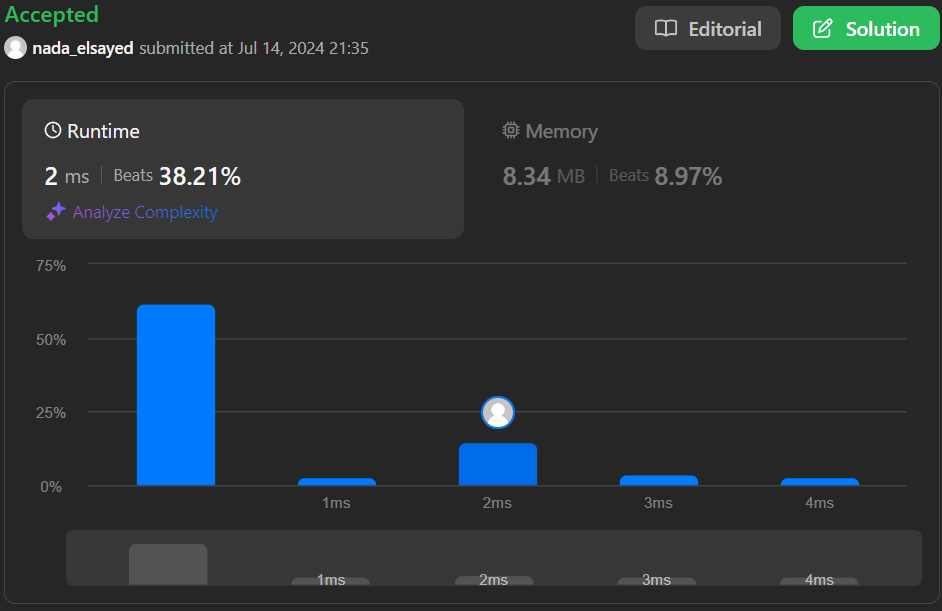 Accepted
nada_elsayed submitted at Jul 14, 2024 21:35
Editorial
Solution
Runtime
2 ms | Beats 38.21%
Analyze Complexity
Memory
8.34 MB | Beats 8.97%
75%
50%
25%
0%
1ms 2ms 3ms 4ms
1ms 2ms 3ms 4ms